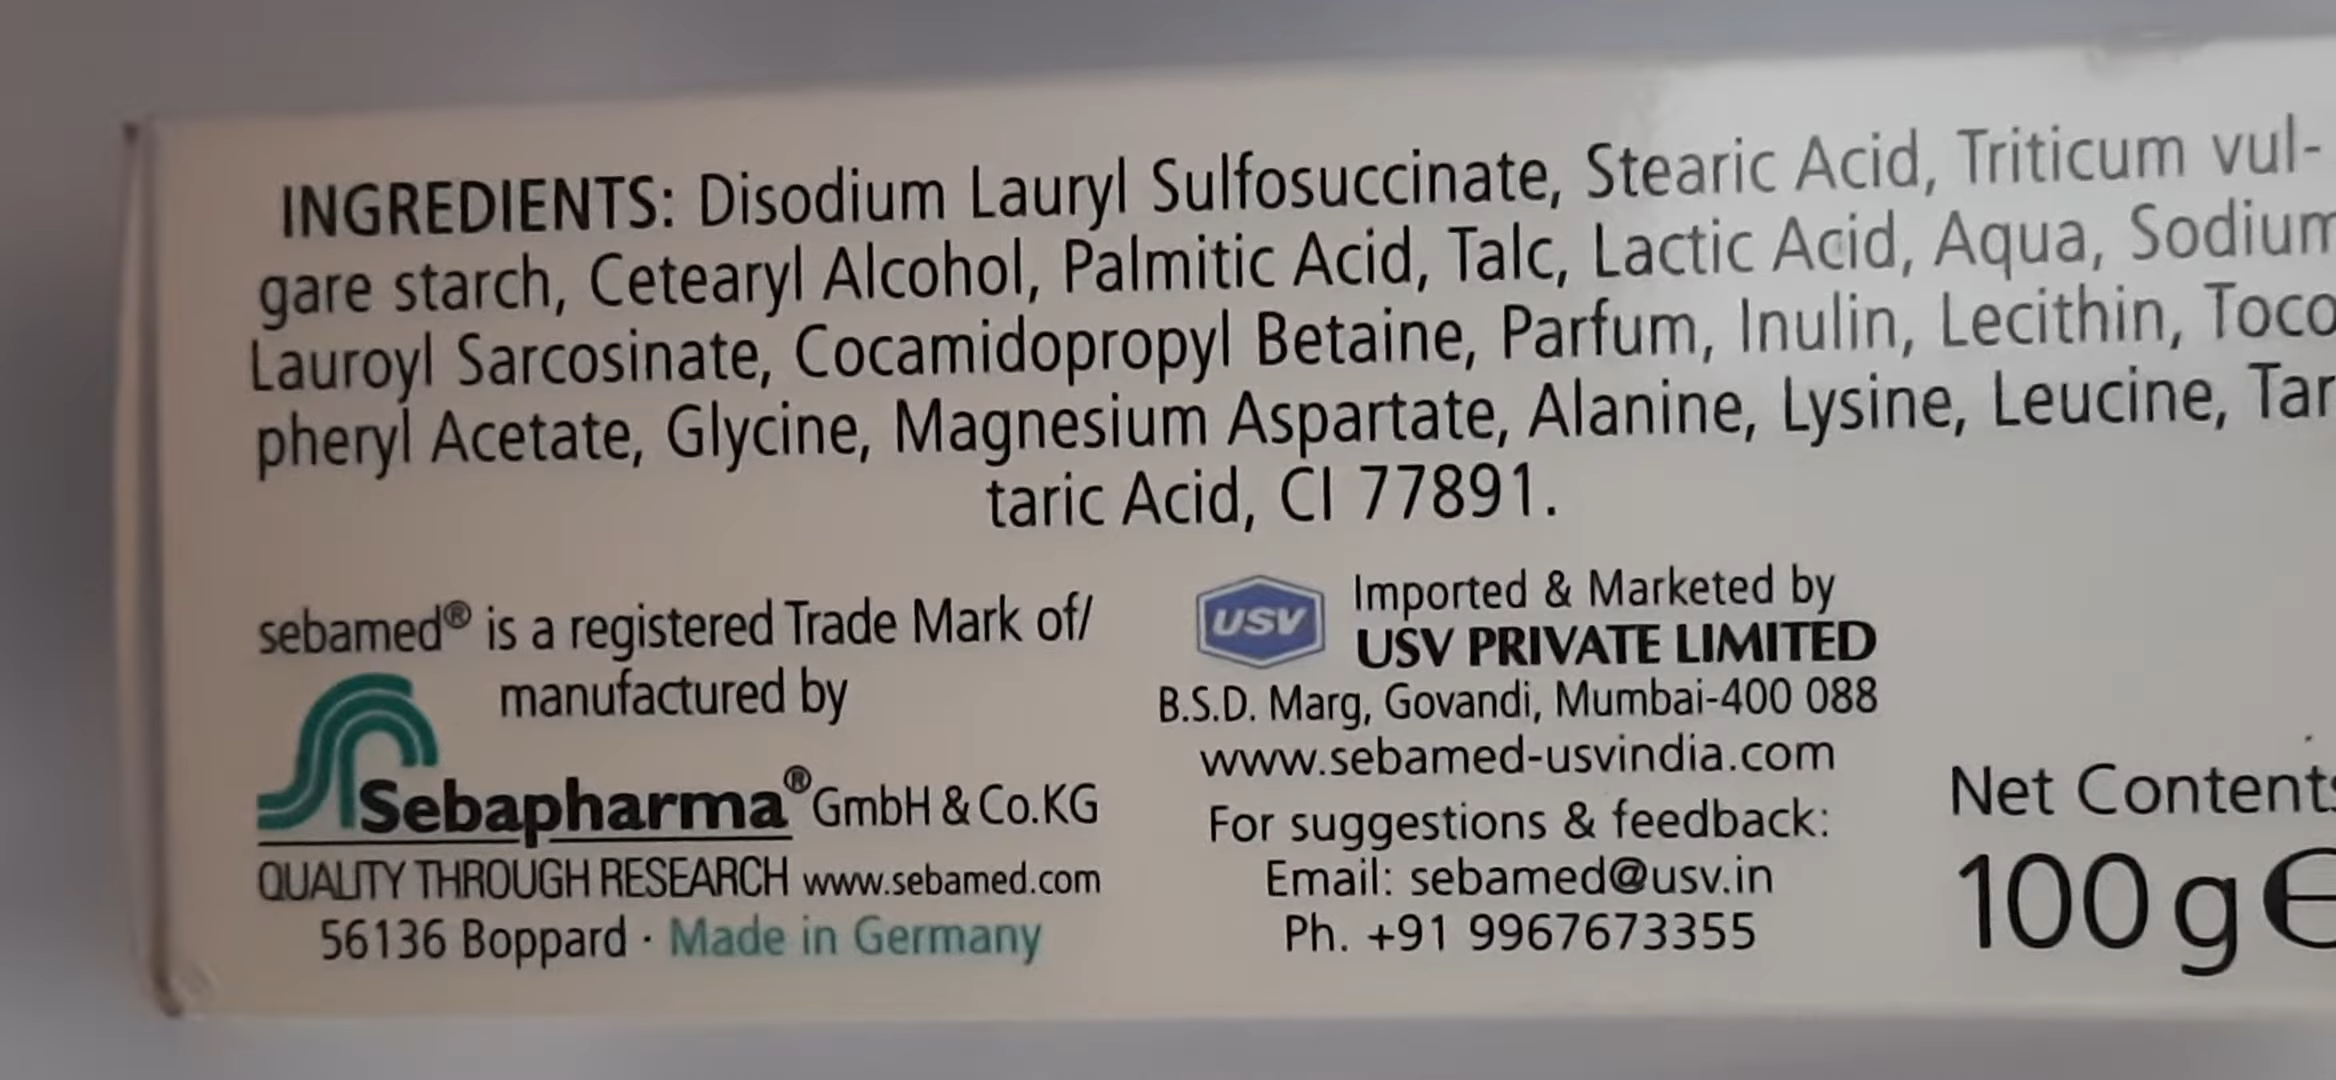 INGREDIENTS: Disodium Lauryl Sulfosuccinate, Stearic Acid, Triticum vul-
gare starch, Cetearyl Alcohol, Palmitic Acid, Talc, Lactic Acid, Aqua, Sodium
Lauroyl Sarcosinate, Cocamidopropyl Betaine, Parfum, Inulin, Lecithin, Toco
pheryl Acetate, Glycine, Magnesium Aspartate, Alanine, Lysine, Leucine, Tar
taric Acid, CI 77891.
sebamed® is a registered Trade Mark of/
manufactured by
Sebapharma® GmbH & Co.KG
QUALITY THROUGH RESEARCH www.sebamed.com
56136 Boppard · Made in Germany
USV
Imported & Marketed by
USV PRIVATE LIMITED
B.S.D. Marg, Govandi, Mumbai-400 088
www.sebamed-usvindia.com
For suggestions & feedback:
Email: sebamed@usv.in
Ph. +91 9967673355
Net Contents
100 g ℮